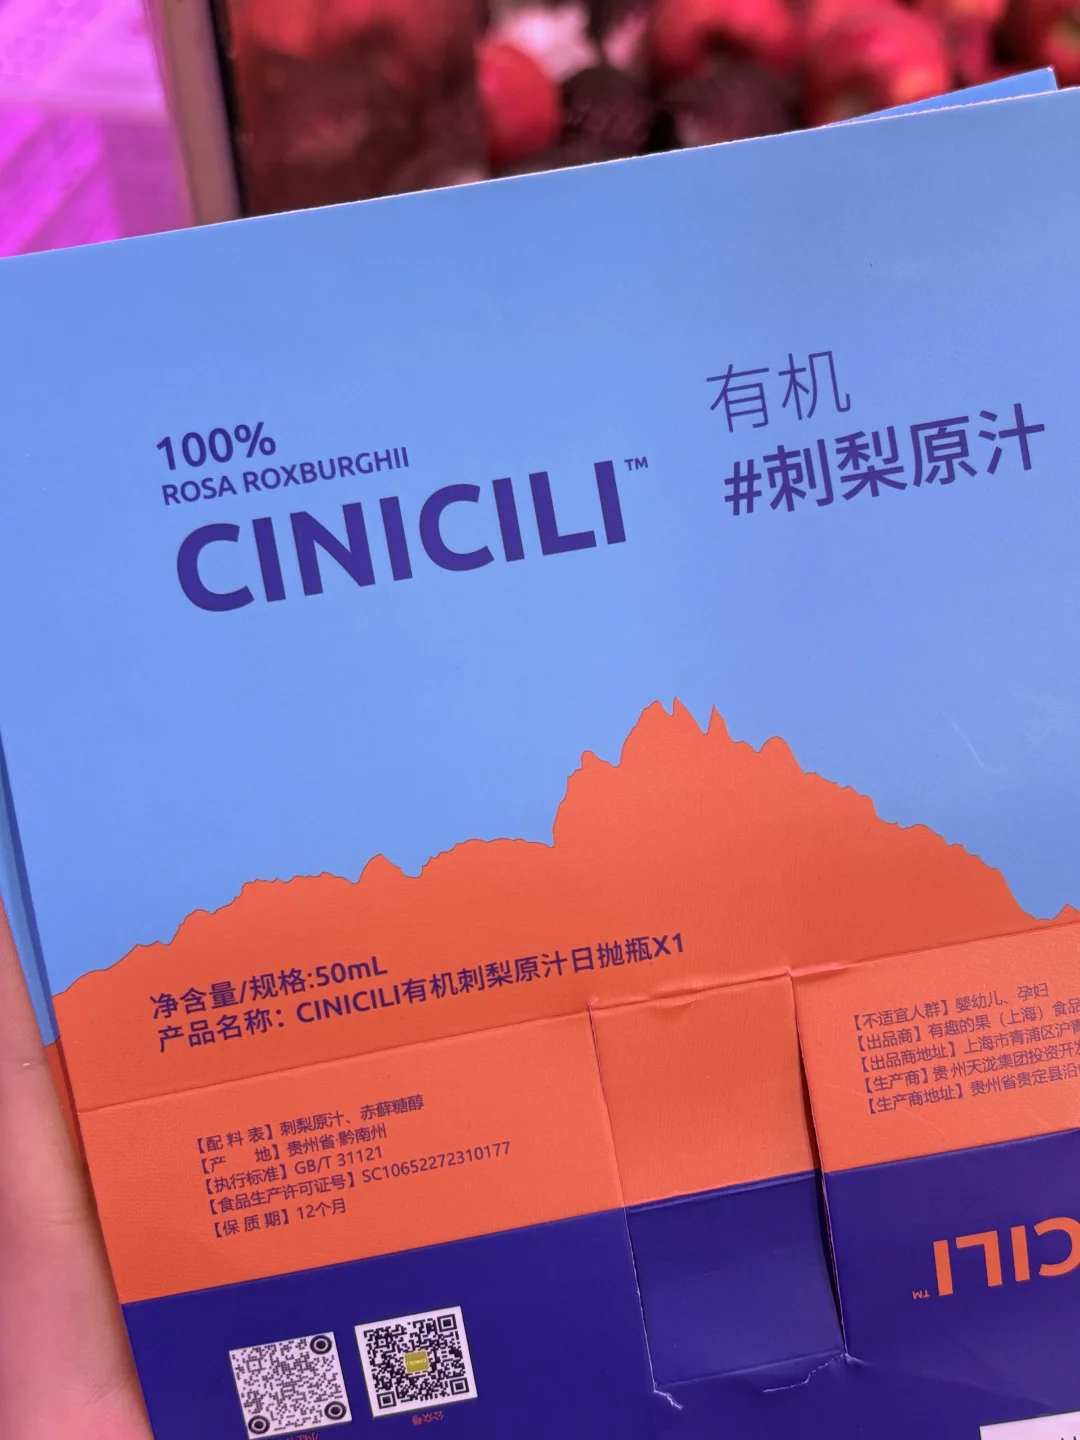 100%
ROSA ROXBURGHII
CINICILI™
有机
#刺梨原汁
净含量/规格:50mL
产品名称：CINICILI有机刺梨原汁日抛瓶X1
【配 料 表】刺梨原汁、赤藓糖醇
【产　　地】贵州省·黔南州
【执行标准】GB/T 31121
【食品生产许可证号】SC10652272310177
【保 质 期】12个月
【不适宜人群】婴幼儿、孕妇
【出品商】有趣的果（上海）食品
【出品商地址】上海市青浦区沪青
【生产商】贵州天泷集团投资开发
【生产商地址】贵州省贵定县沿
CILI™
CINICILI
公众号